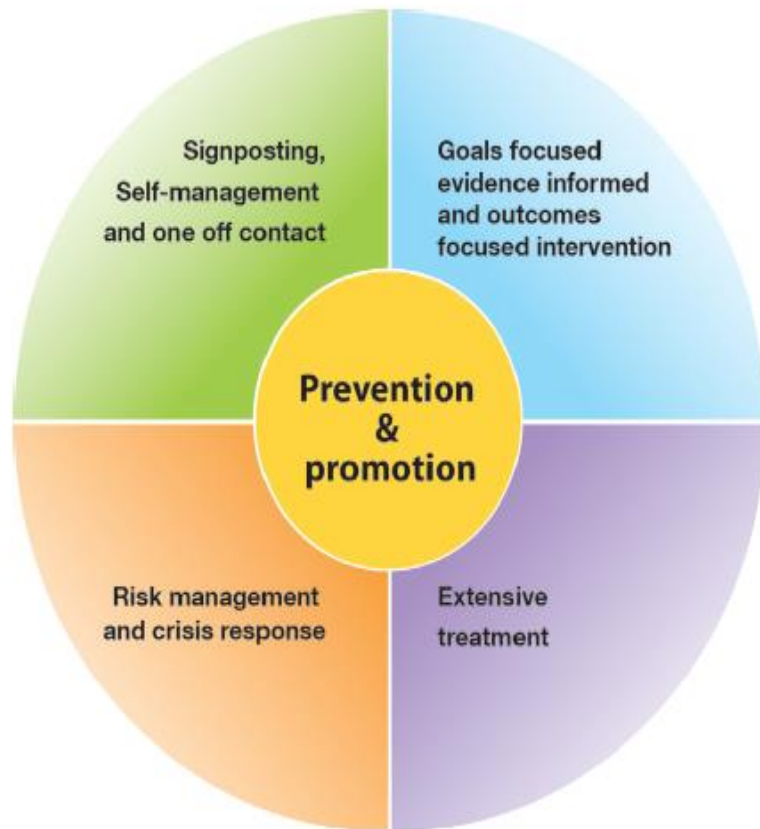 Signposting,
Self-management
and one off contact
Goals focused
evidence informed
and outcomes
focused intervention
Prevention
&
promotion
Risk management
and crisis response
Extensive
treatment